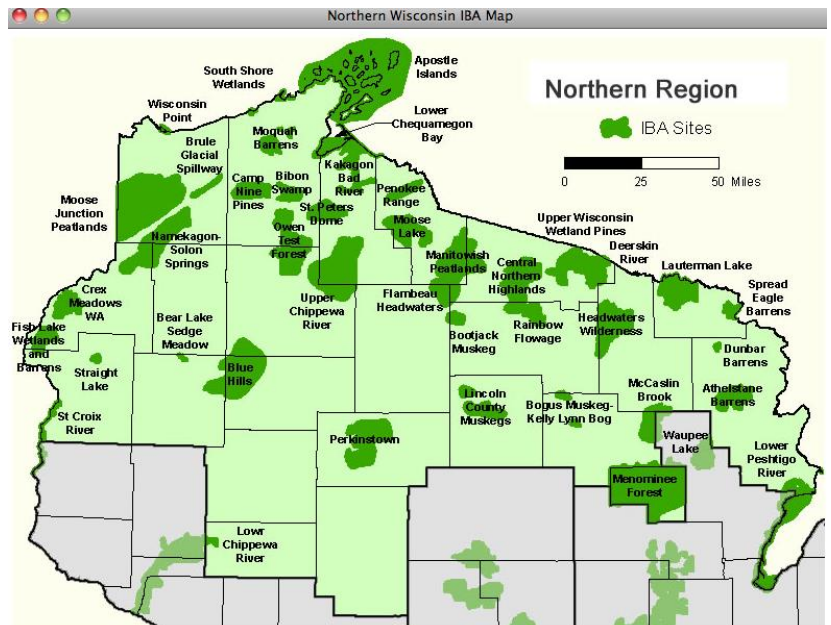 Northern Wisconsin IBA Map
South Shore
Wetlands
Apostle
Islands
Northern Region
IBA Sites
0 25 50 Miles
Wisconsin
Point
Lower
Chequamegon
Bay
Moquah
Barrens
Brule
Glacial
Spillway
Kakagon
Bad
River
Camp
Nine
Pines
Bibon
Swamp
Penokee
Range
Moose
Junction
Peatlands
St. Peters
Dome
Moose
Lake
Owen
Test
Forest
Upper Wisconsin
Wetland Pines
Namekagon-
Solon
Springs
Manitowish
Peatlands
Deerskin
River
Central
Northern
Highlands
Lauterman Lake
Crex
Meadows
WA
Upper
Chippewa
River
Flambeau
Headwaters
Spread
Eagle
Barrens
Bear Lake
Sedge
Meadow
Rainbow
Flowage
Headwaters
Wilderness
Fish Lake
Wetlands
and
Barrens
Bootjack
Muskeg
Dunbar
Barrens
Straight
Lake
Blue
Hills
McCaslin
Brook
Athelstane
Barrens
Lincoln
County
Muskegs
Bogus Muskeg-
Kelly Lynn Bog
St Croix
River
Perkinstown
Waupee
Lake
Lower
Peshtigo
River
Menominee
Forest
Lowr
Chippewa
River